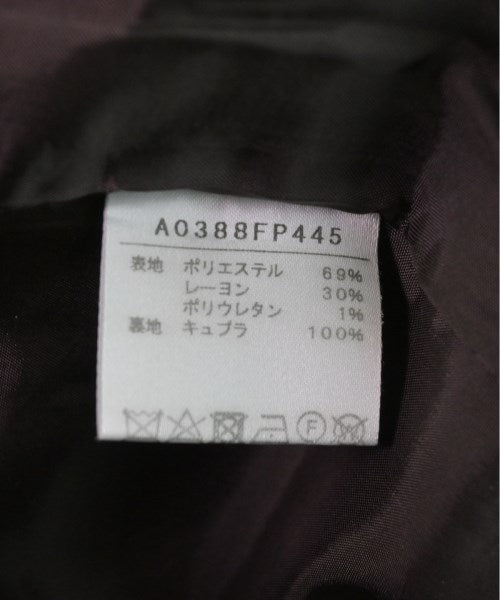 A0388FP445
表地 ポリエステル 69%
レーヨン 30%
ポリウレタン 1%
裏地 キュプラ 100%
F W